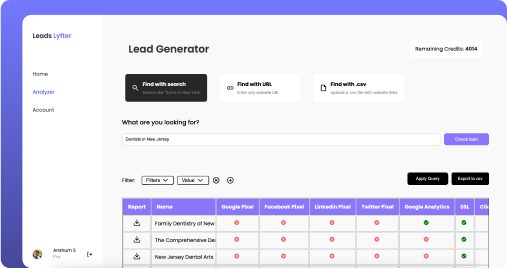 Leads Lyfter
Lead Generator
Remaining Credits: 4014
Home
Analyzer
Account
Find with search
Search like "Gyms in New York"
Find with URL
Enter any website URL
Find with .csv
Upload a .csv file with website links
What are you looking for?
Dentists in New Jersey
Check lead
Filter:
Filters
Value
Apply Query
Export to csv
Report Name Google Pixel Facebook Pixel Linkedin Pixel Twitter Pixel Google Analytics SSL Clic
Family Dentistry of New
The Comprehensive De
New Jersey Dental Arts
Anshum S.
Pro